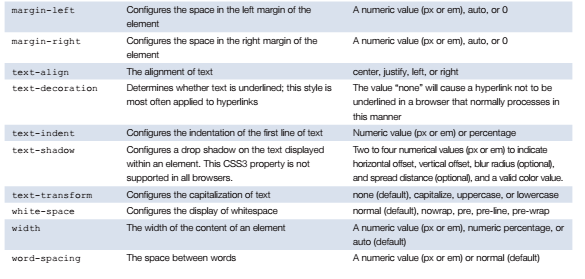 margin-left Configures the space in the left margin of the A numeric value (px or em), auto, or 0
element
margin-right Configures the space in the right margin of the A numeric value (px or em), auto, or 0
element
text-align The alignment of text center, justify, left, or right
text-decoration Determines whether text is underlined; this style is The value “none” will cause a hyperlink not to be
most often applied to hyperlinks underlined in a browser that normally processes in
this manner
text-indent Configures the indentation of the first line of text Numeric value (px or em) or percentage
text-shadow Configures a drop shadow on the text displayed Two to four numerical values (px or em) to indicate
within an element. This CSS3 property is not horizontal offset, vertical offset, blur radius (optional),
supported in all browsers. and spread distance (optional), and a valid color value.
text-transform Configures the capitalization of text none (default), capitalize, uppercase, or lowercase
white-space Configures the display of whitespace normal (default), nowrap, pre, pre-line, pre-wrap
width The width of the content of an element A numeric value (px or em), numeric percentage, or
auto (default)
word-spacing The space between words A numeric value (px or em) or normal (default)